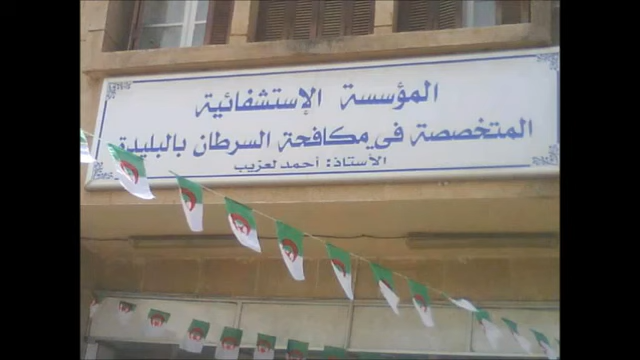 المؤسسة الإستشفائية
المتخصصة في مكافحة السرطان بالبليدة
الأستاذ: أحمد لعزيب